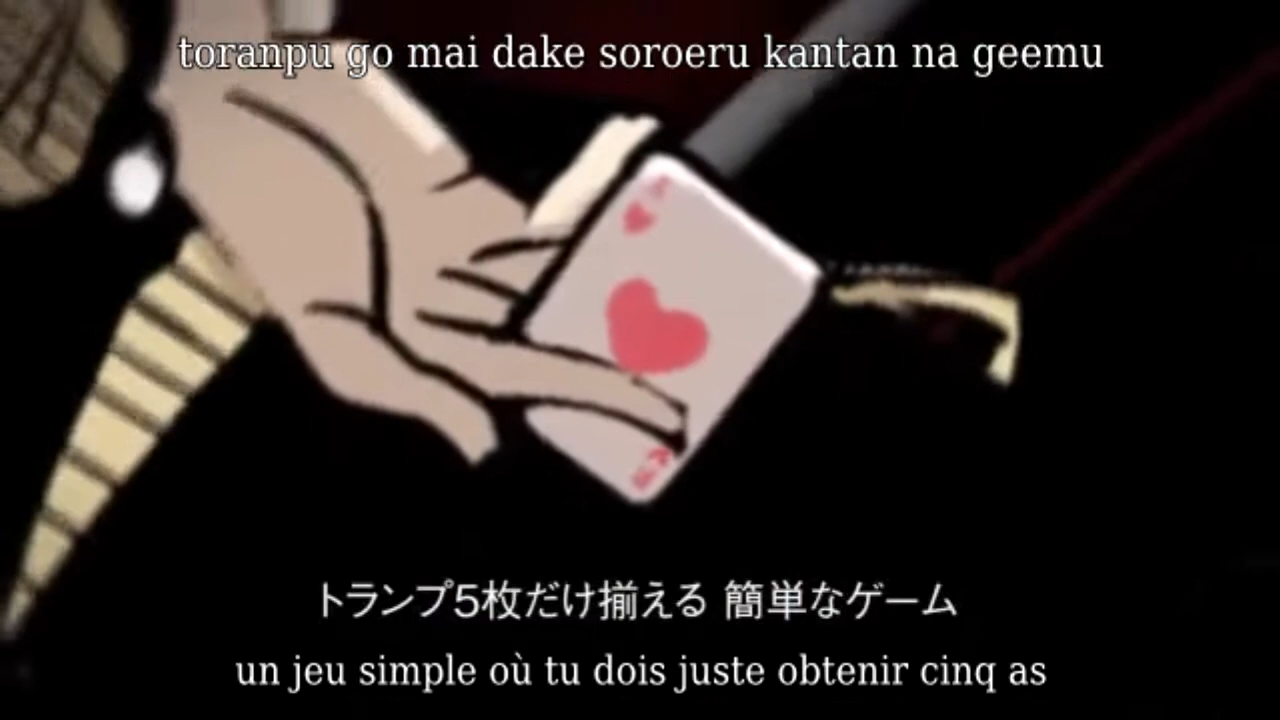 toranpu go mai dake soroeru kantan na geemu
トランプ5枚だけ揃える 簡単なゲーム
un jeu simple où tu dois juste obtenir cinq as